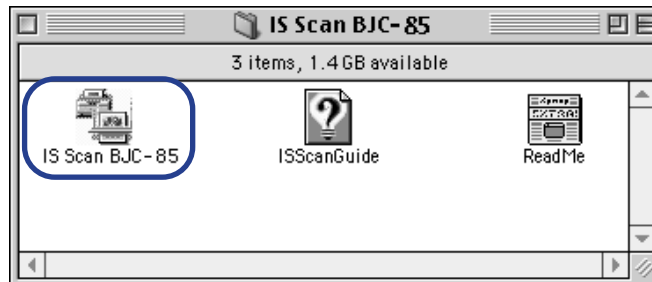 IS Scan BJC-85
3 items, 1.4 GB available
IS Scan BJC-85
ISScanGuide
ReadMe